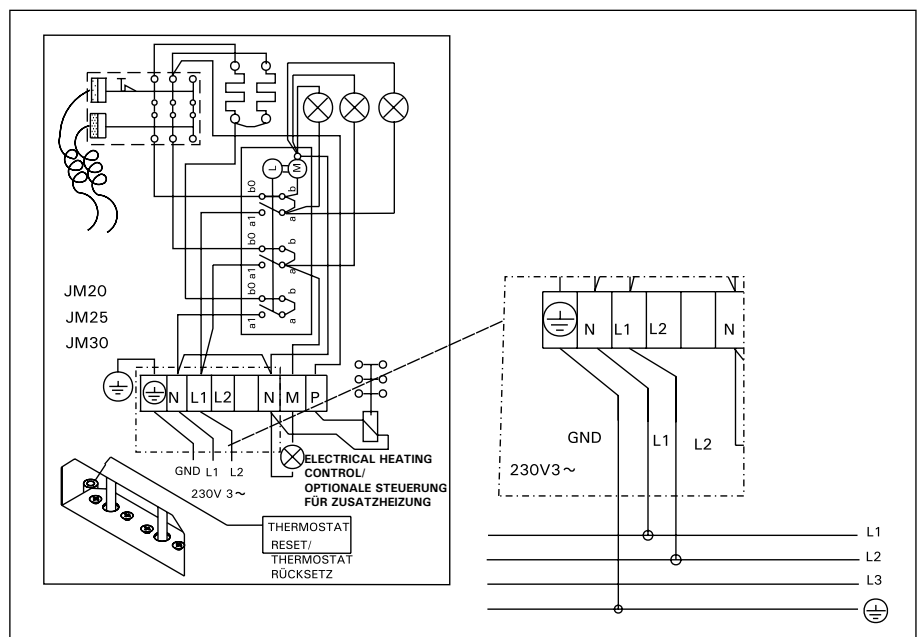 L M
b0 b
a1 a
b0 b
a1 a
b0 b
a1 a
JM20
JM25
JM30
N L1 L2 N M P
GND L1 L2
230V 3~
ELECTRICAL HEATING
CONTROL/
OPTIONALE STEUERUNG
FÜR ZUSATZHEIZUNG
THERMOSTAT
RESET/
THERMOSTAT
RÜCKSETZ
N L1 L2 N
GND L1 L2
230V3~
L1
L2
L3